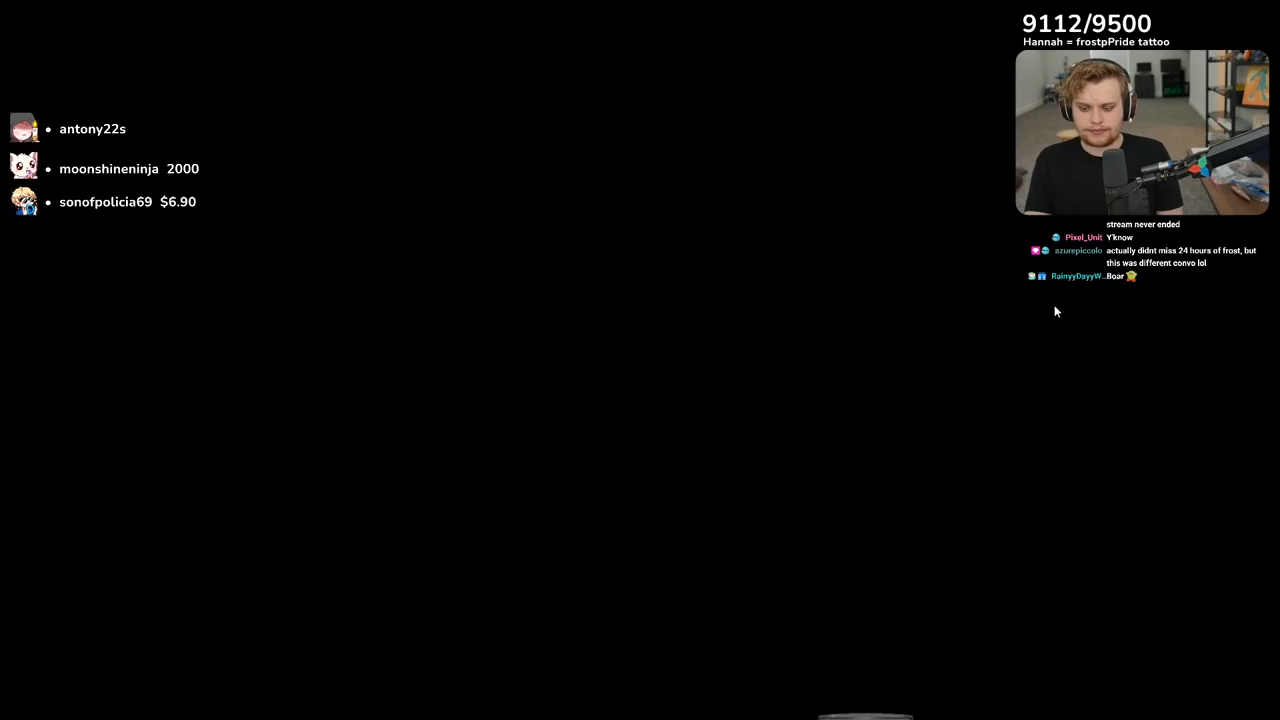 9112/9500
Hannah = frostpPride tattoo
antony22s
moonshineninja 2000
sonofpolicia69 $6.90
stream never ended
Pixel_Unit Y'know
azurepiccolo actually didnt miss 24 hours of frost, but
this was different convo lol
RainyyDayyW... Boar